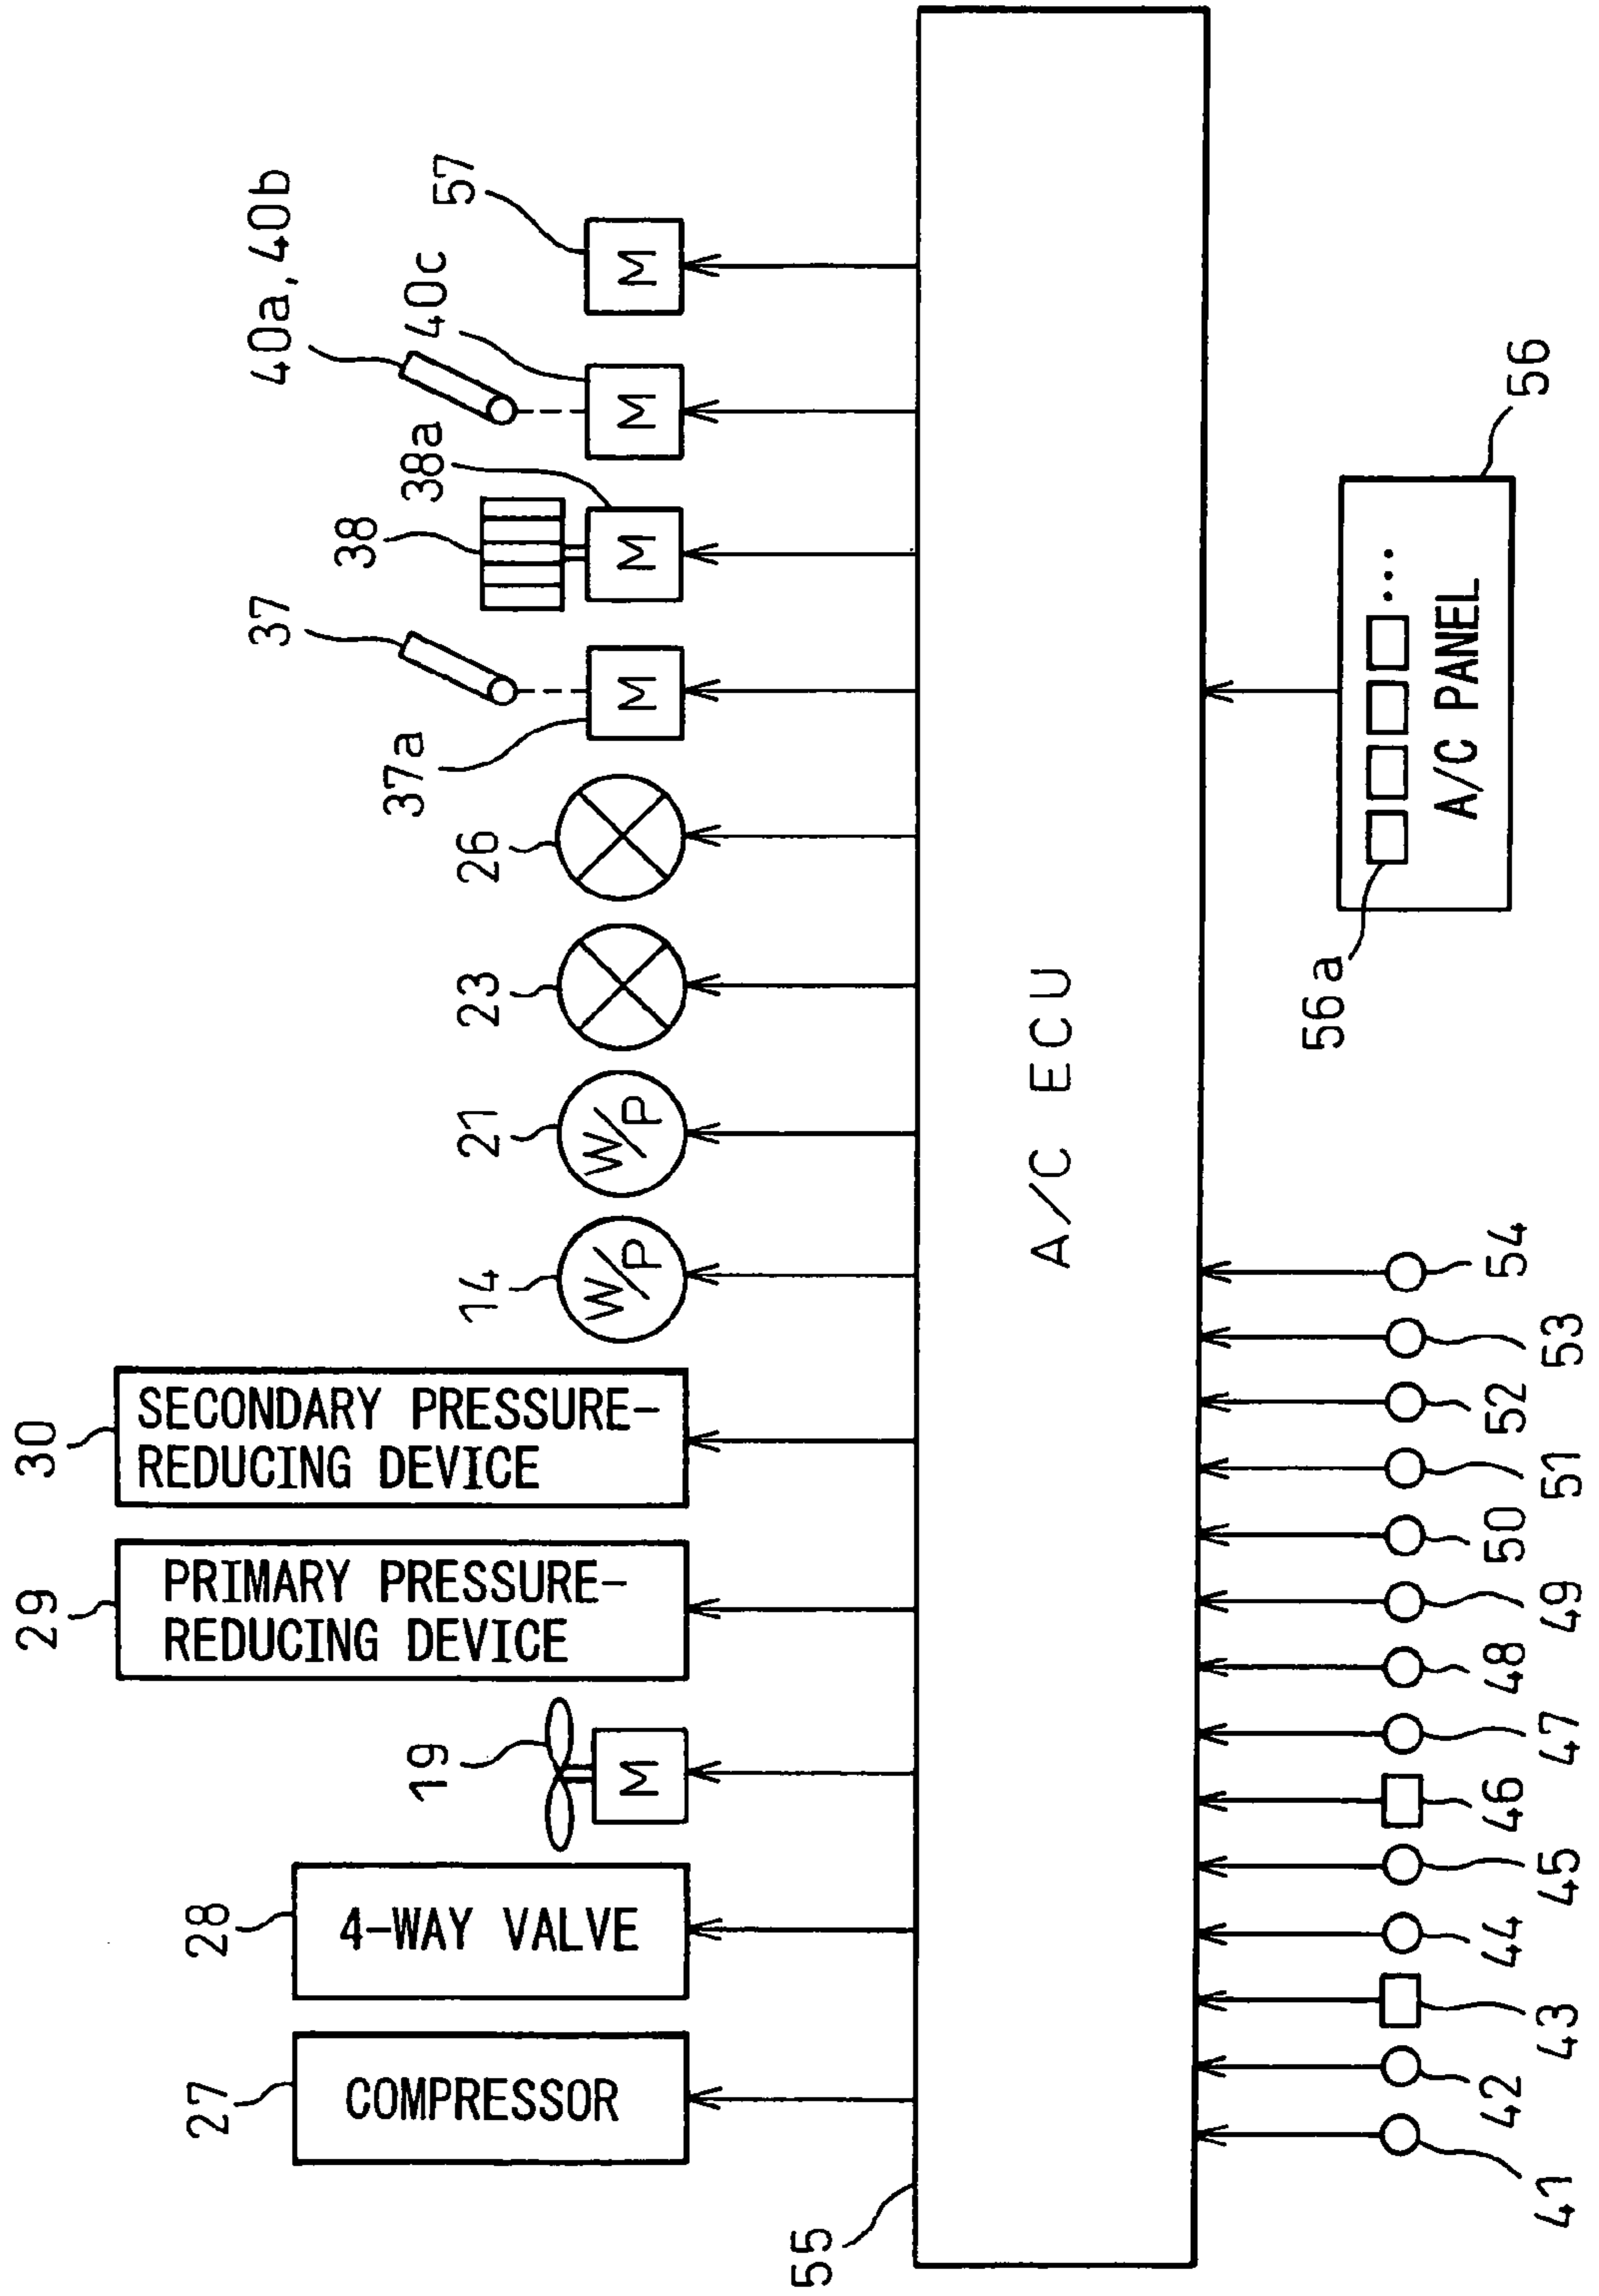 30
SECONDARY PRESSURE-
REDUCING DEVICE
29
PRIMARY PRESSURE-
REDUCING DEVICE
27
COMPRESSOR
28
4-WAY VALVE
19
M
14
W/P
21
W/P
23
26
37
37a
M
38
38a
M
40a, 40b
40c
M
57
M
55
A/C ECU
41
42
43
44
45
46
47
48
49
50
51
52
53
54
56a
...
A/C PANEL
56